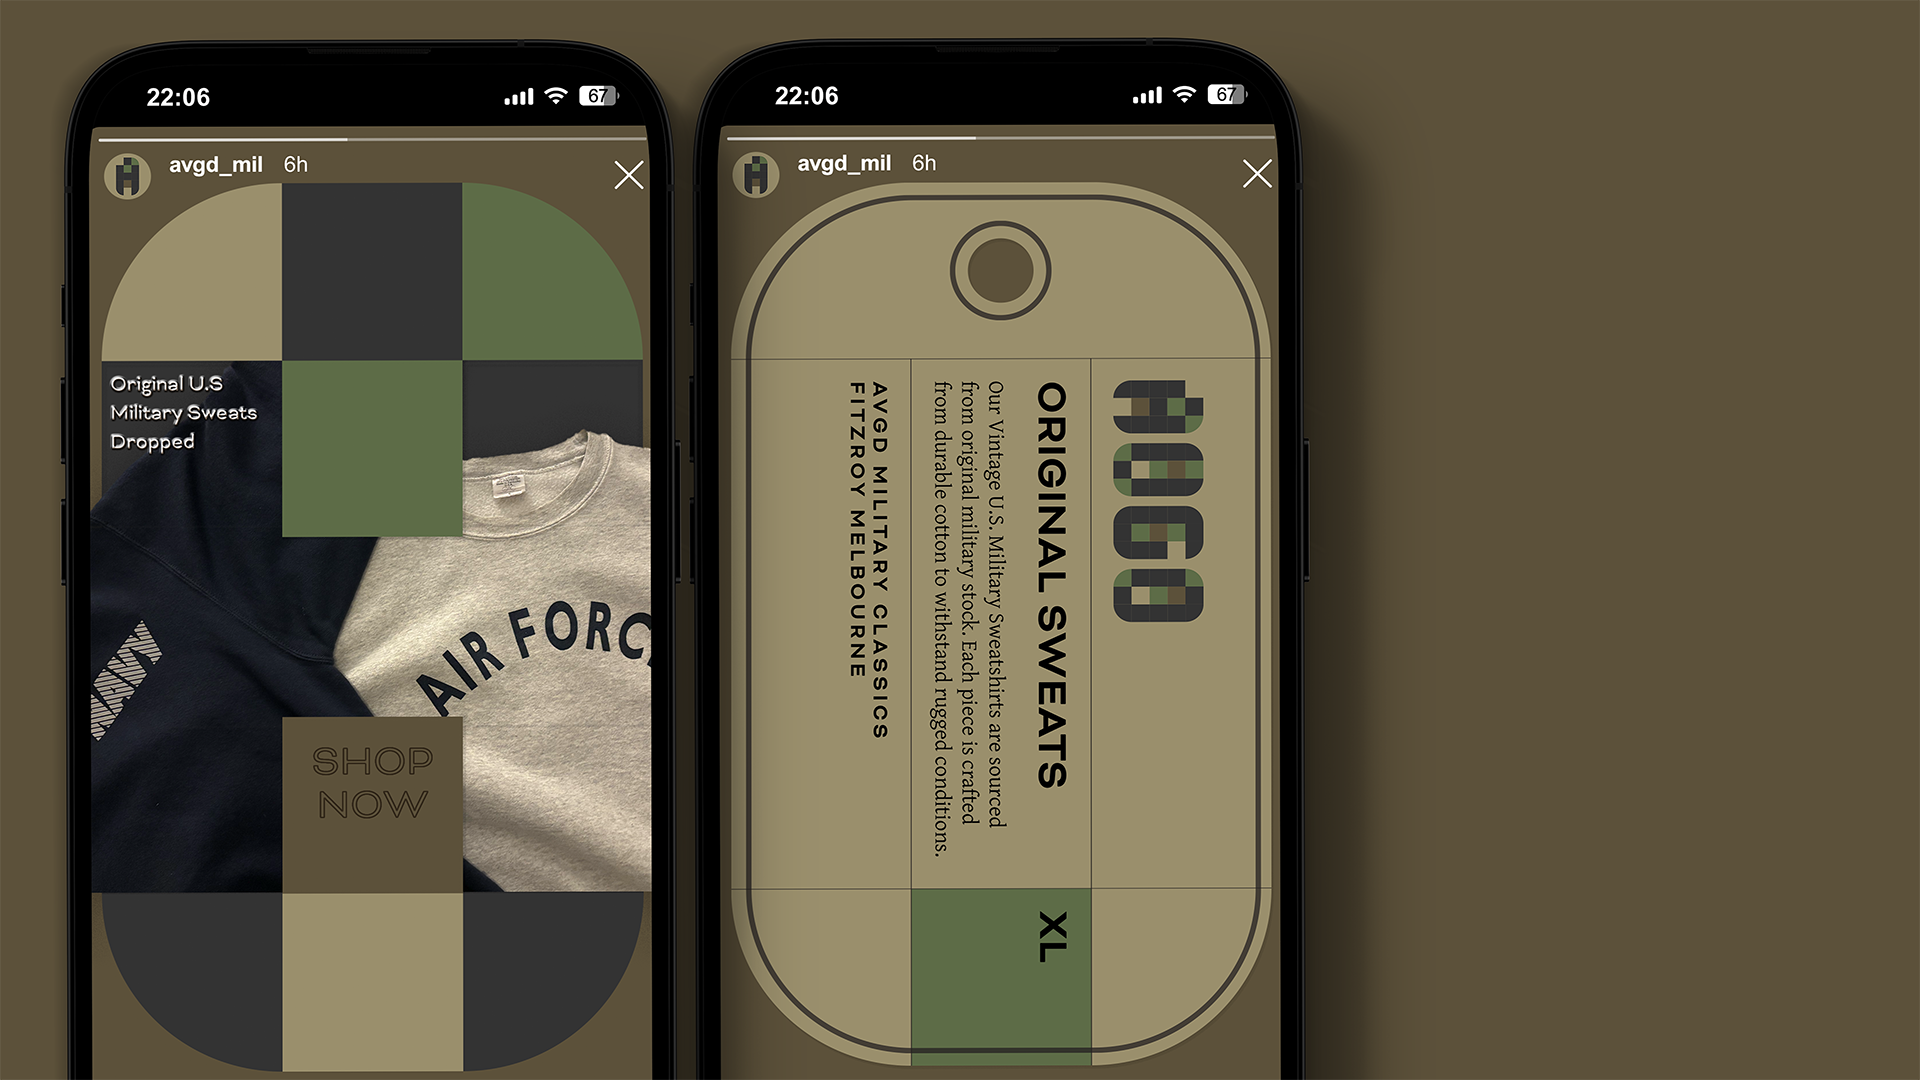 22:06
67
avgd_mil 6h
Original U.S
Military Sweats
Dropped
AIR FORC
SHOP
NOW
22:06
67
avgd_mil 6h
ORIGINAL SWEATS
Our Vintage U.S. Military Sweatshirts are sourced
from original military stock. Each piece is crafted
from durable cotton to withstand rugged conditions.
AVGD MILITARY CLASSICS
FITZROY MELBOURNE
XL